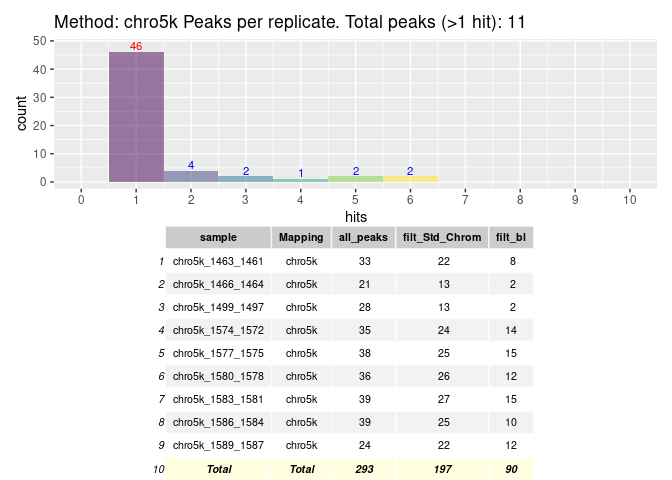 Method: chro5k Peaks per replicate. Total peaks (>1 hit): 11
50
40
30
20
10
0
count
46
4
2
1
2
2
0 1 2 3 4 5 6 7 8 9 10
hits
sample Mapping all_peaks filt_Std_Chrom filt_bl
1 chro5k_1463_1461 chro5k 33 22 8
2 chro5k_1466_1464 chro5k 21 13 2
3 chro5k_1499_1497 chro5k 28 13 2
4 chro5k_1574_1572 chro5k 35 24 14
5 chro5k_1577_1575 chro5k 38 25 15
6 chro5k_1580_1578 chro5k 36 26 12
7 chro5k_1583_1581 chro5k 39 27 15
8 chro5k_1586_1584 chro5k 39 25 10
9 chro5k_1589_1587 chro5k 24 22 12
10 Total Total 293 197 90